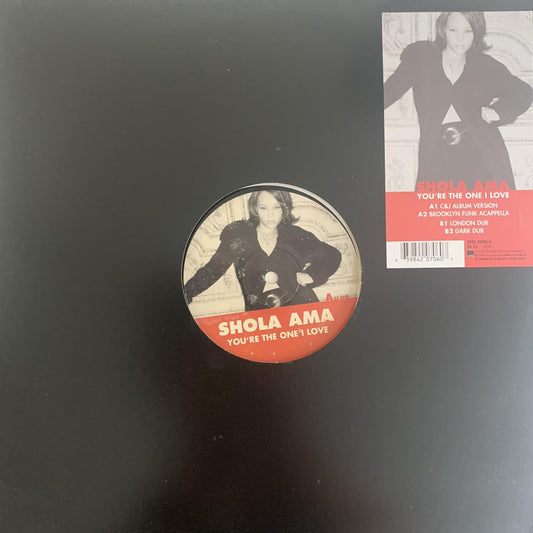 SHOLA AMA
YOU'RE THE ONE I LOVE
A1 C&J ALBUM VERSION
A2 BROOKLYN FUNK ACAPPELLA
B1 LONDON DUB
B2 DARK DUB
SHOLA AMA
YOU'RE THE ONE I LOVE